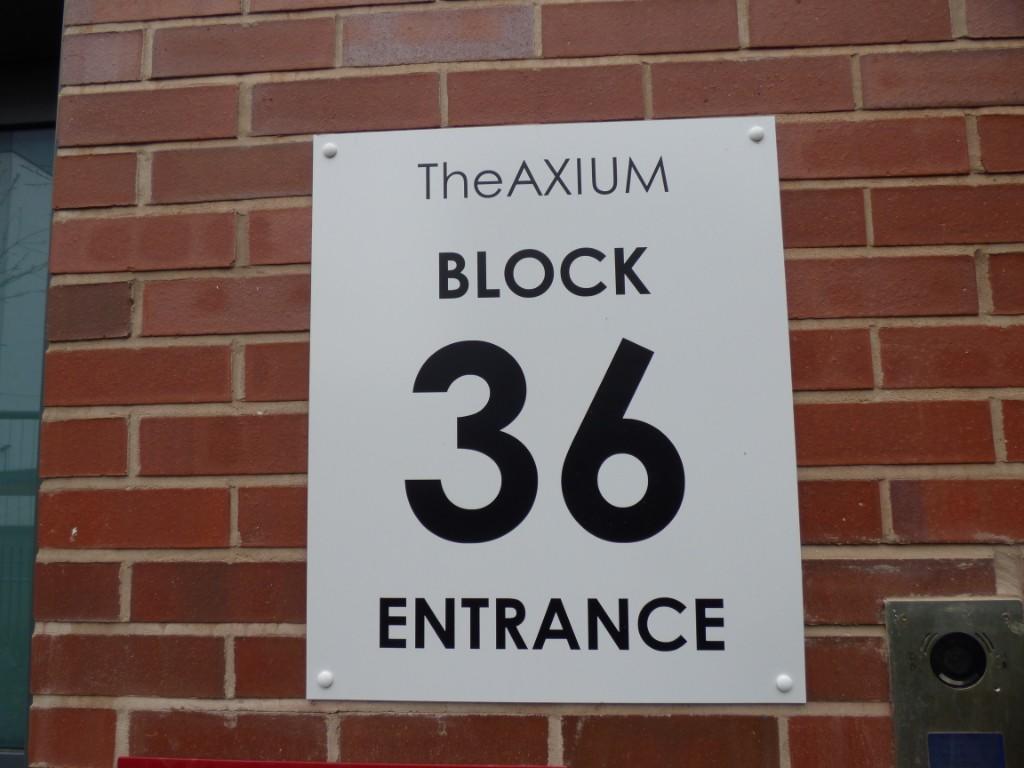 TheAXIUM
BLOCK
36
ENTRANCE